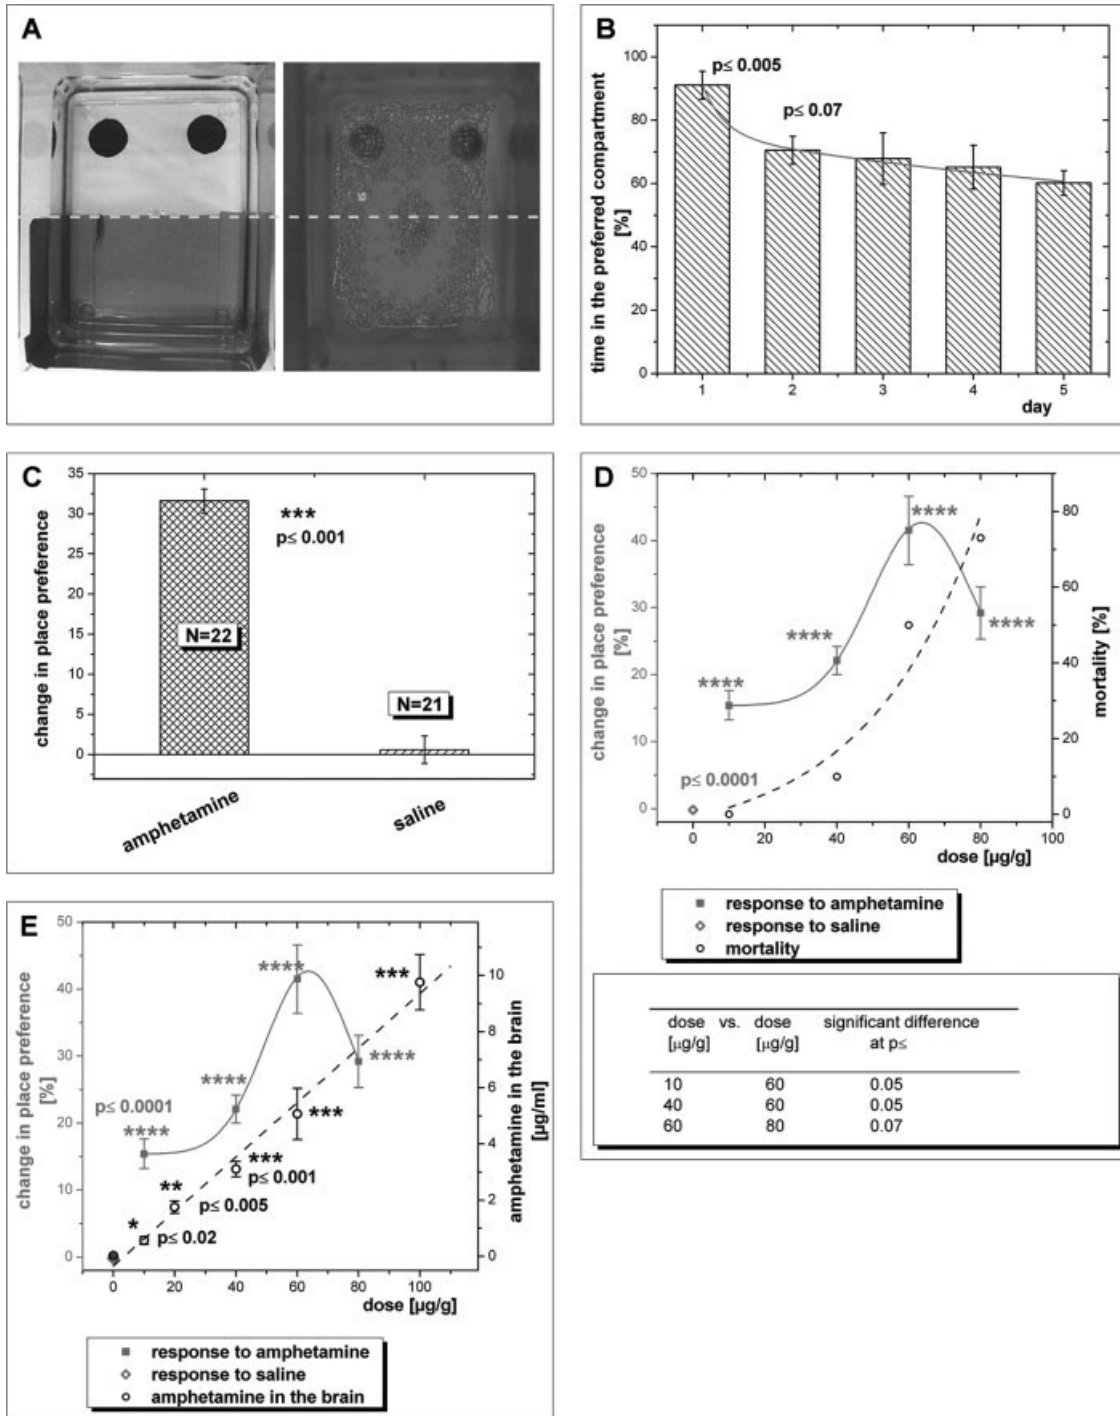 A
B
time in the preferred compartment
[%]
100
80
60
40
20
0
p≤ 0.005
p≤ 0.07
1 2 3 4 5
day
C
change in place preference
35
30
25
20
15
10
5
0
***
p≤ 0.001
N=22
N=21
amphetamine
saline
D
change in place preference
[%]
50
40
30
20
10
0
mortality [%]
80
60
40
20
0
****
****
****
****
p≤ 0.0001
0 20 40 60 80 100
dose [µg/g]
response to amphetamine
response to saline
mortality
dose vs. dose significant difference
[µg/g] [µg/g] at p≤
10 60 0.05
40 60 0.05
60 80 0.07
E
change in place preference
[%]
50
40
30
20
10
0
amphetamine in the brain
[µg/ml]
10
8
6
4
2
0
****
***
****
****
p≤ 0.0001
****
***
***
p≤ 0.001
**
p≤ 0.005
*
p≤ 0.02
0 20 40 60 80 100
dose [µg/g]
response to amphetamine
response to saline
amphetamine in the brain